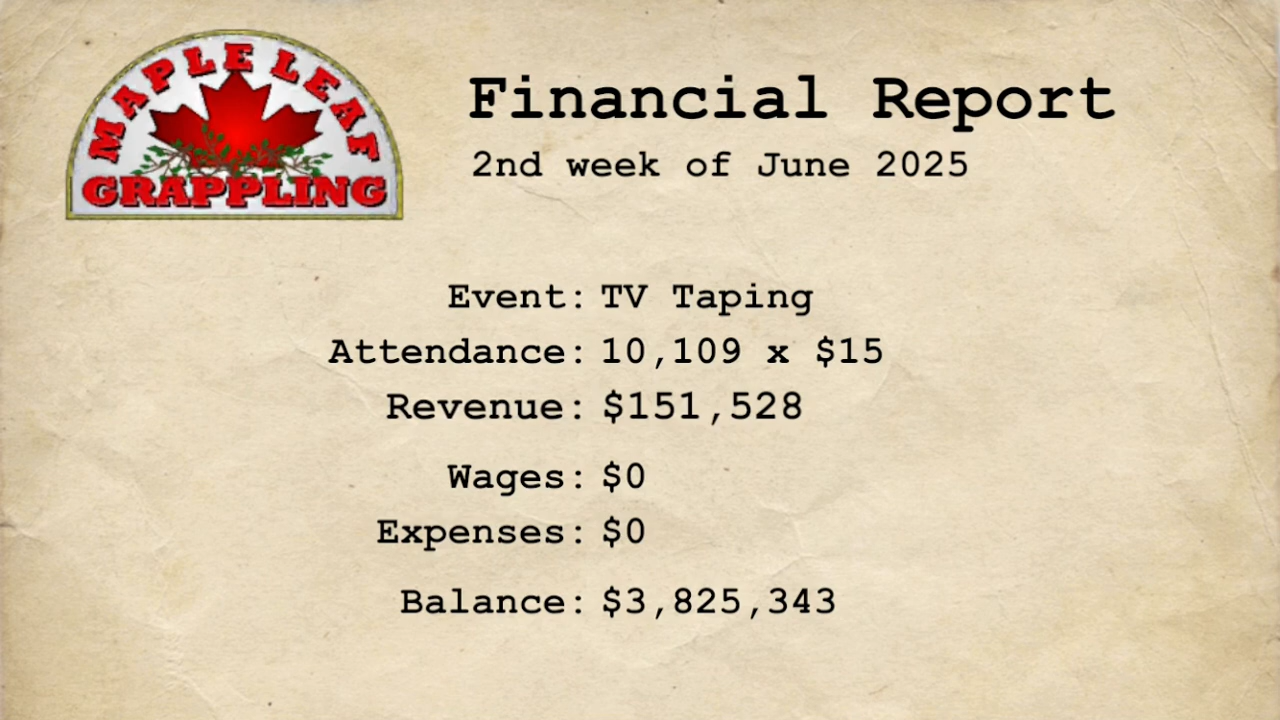 MAPLE LEAF
GRAPPLING
Financial Report
2nd week of June 2025
Event: TV Taping
Attendance: 10,109 x $15
Revenue: $151,528
Wages: $0
Expenses: $0
Balance: $3,825,343